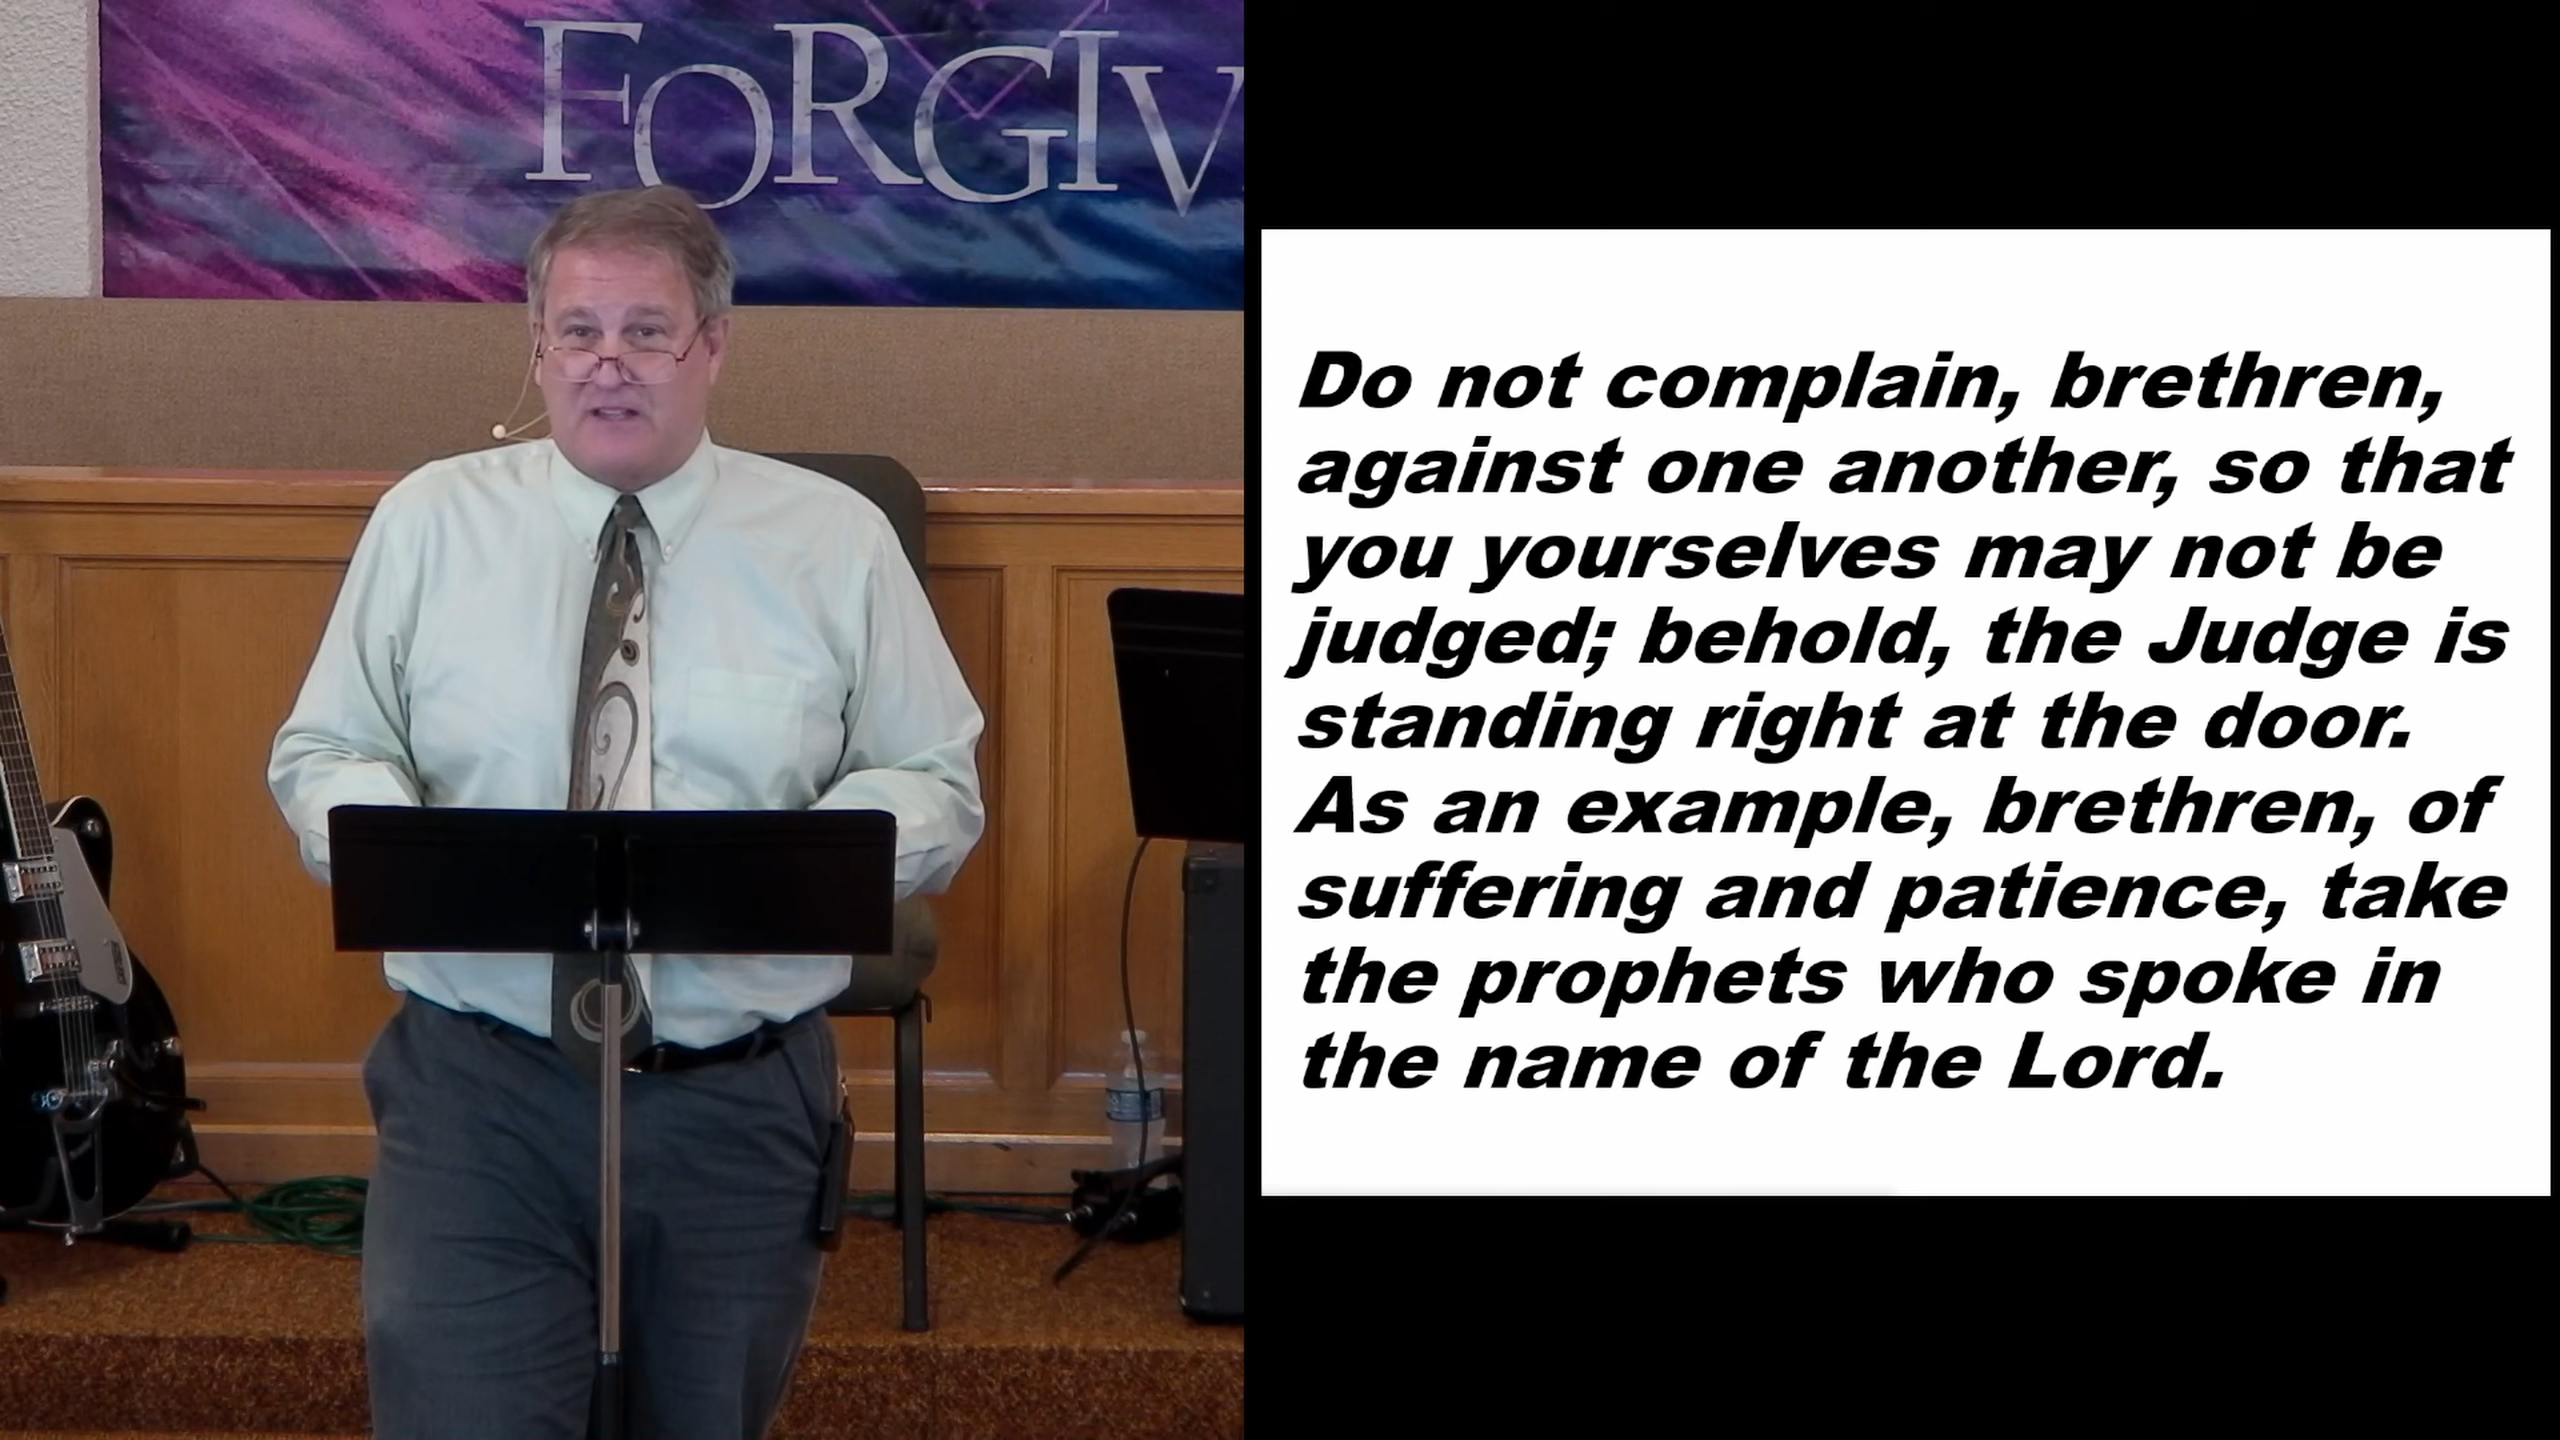 FORGIV
Do not complain, brethren,
against one another, so that
you yourselves may not be
judged; behold, the Judge is
standing right at the door.
As an example, brethren, of
suffering and patience, take
the prophets who spoke in
the name of the Lord.